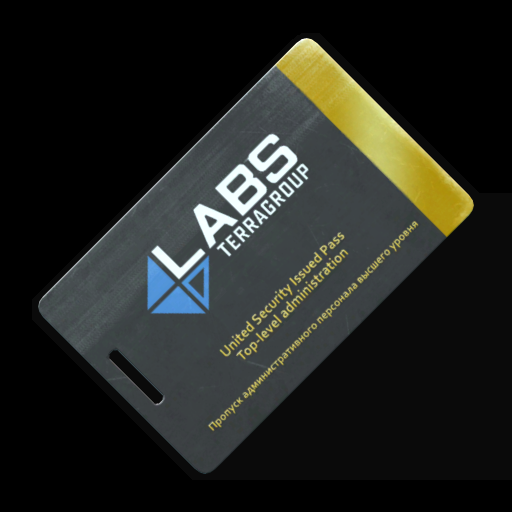 LABS
TERRAGROUP
United Security Issued Pass
Top-level administration
Пропуск административного персонала высшего уровня